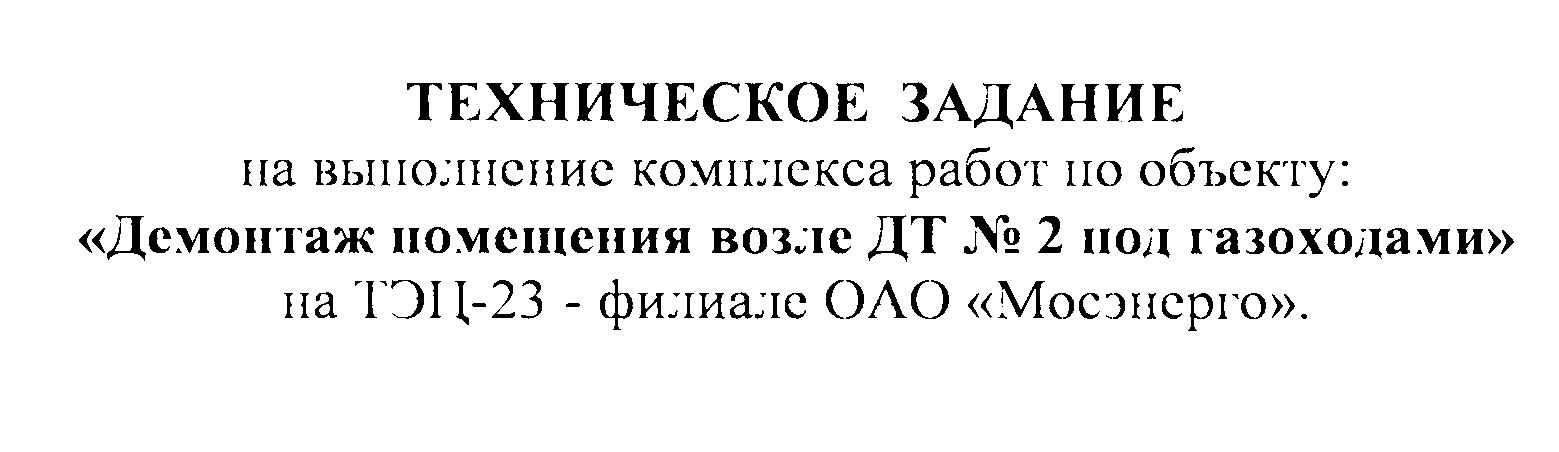 ТЕХНИЧЕСКОЕ ЗАДАНИЕ
на выполнение комплекса работ по объекту:
«Демонтаж помещения возле ДТ № 2 под газоходами»
на ТЭЦ-23 - филиале ОАО «Мосэнерго».